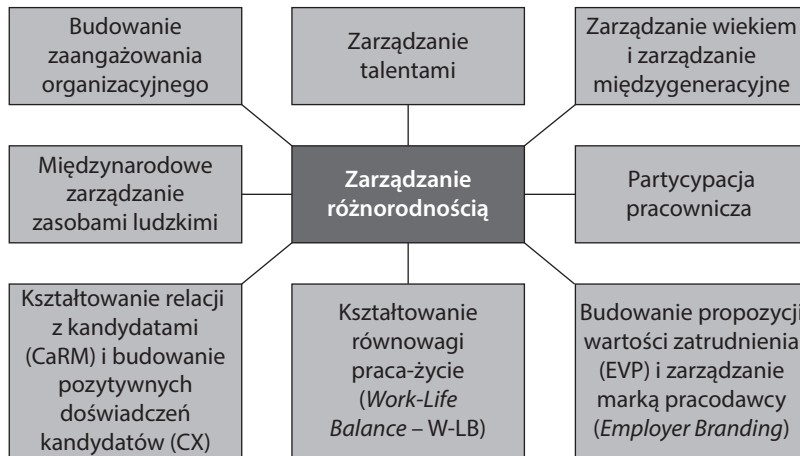 Budowanie
zaangażowania
organizacyjnego
Zarządzanie
talentami
Zarządzanie wiekiem
i zarządzanie
międzygeneracyjne
Międzynarodowe
zarządzanie
zasobami ludzkimi
Zarządzanie
różnorodnością
Partycypacja
pracownicza
Kształtowanie relacji
z kandydatami
(CaRM) i budowanie
pozytywnych
doświadczeń
kandydatów (CX)
Kształtowanie
równowagi
praca-życie
(Work-Life
Balance – W-LB)
Budowanie propozycji
wartości zatrudnienia
(EVP) i zarządzanie
marką pracodawcy
(Employer Branding)